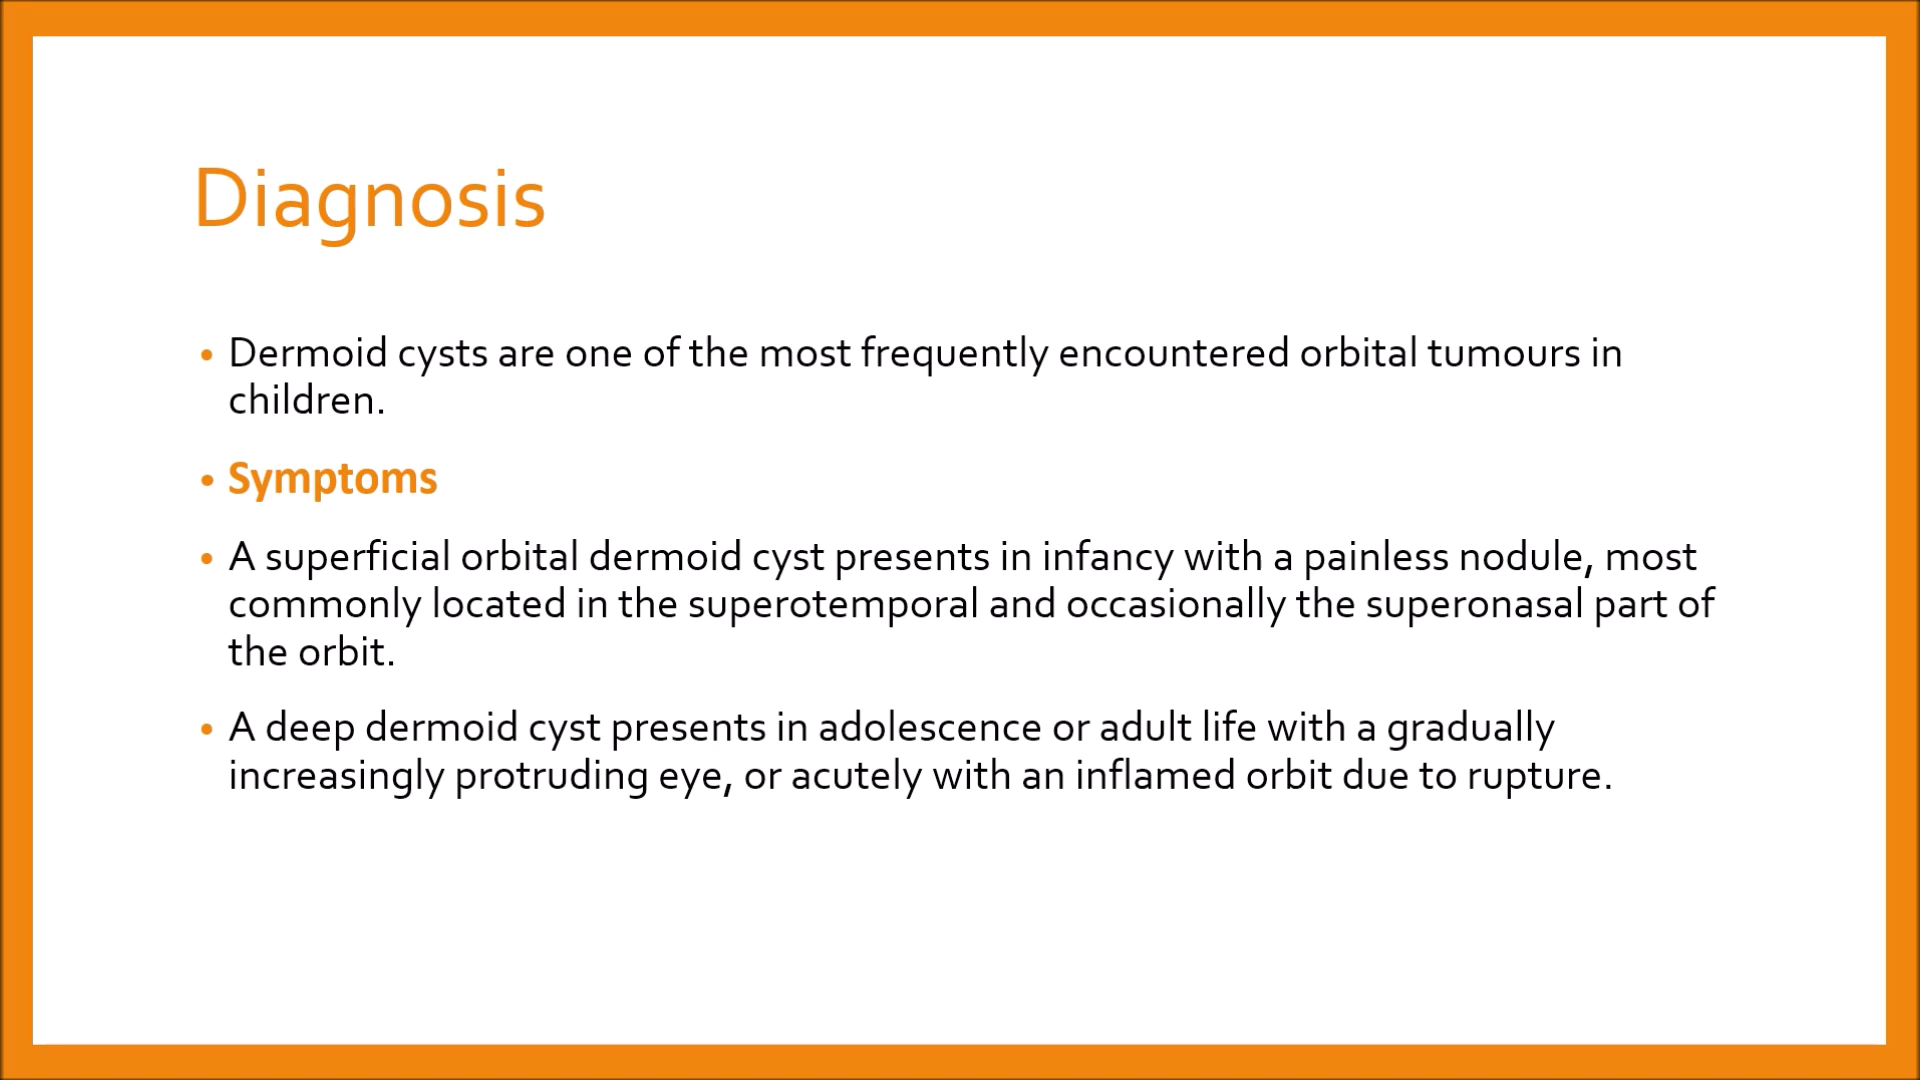 Diagnosis
• Dermoid cysts are one of the most frequently encountered orbital tumours in
children.
• Symptoms
• A superficial orbital dermoid cyst presents in infancy with a painless nodule, most
commonly located in the superotemporal and occasionally the superonasal part of
the orbit.
• A deep dermoid cyst presents in adolescence or adult life with a gradually
increasingly protruding eye, or acutely with an inflamed orbit due to rupture.